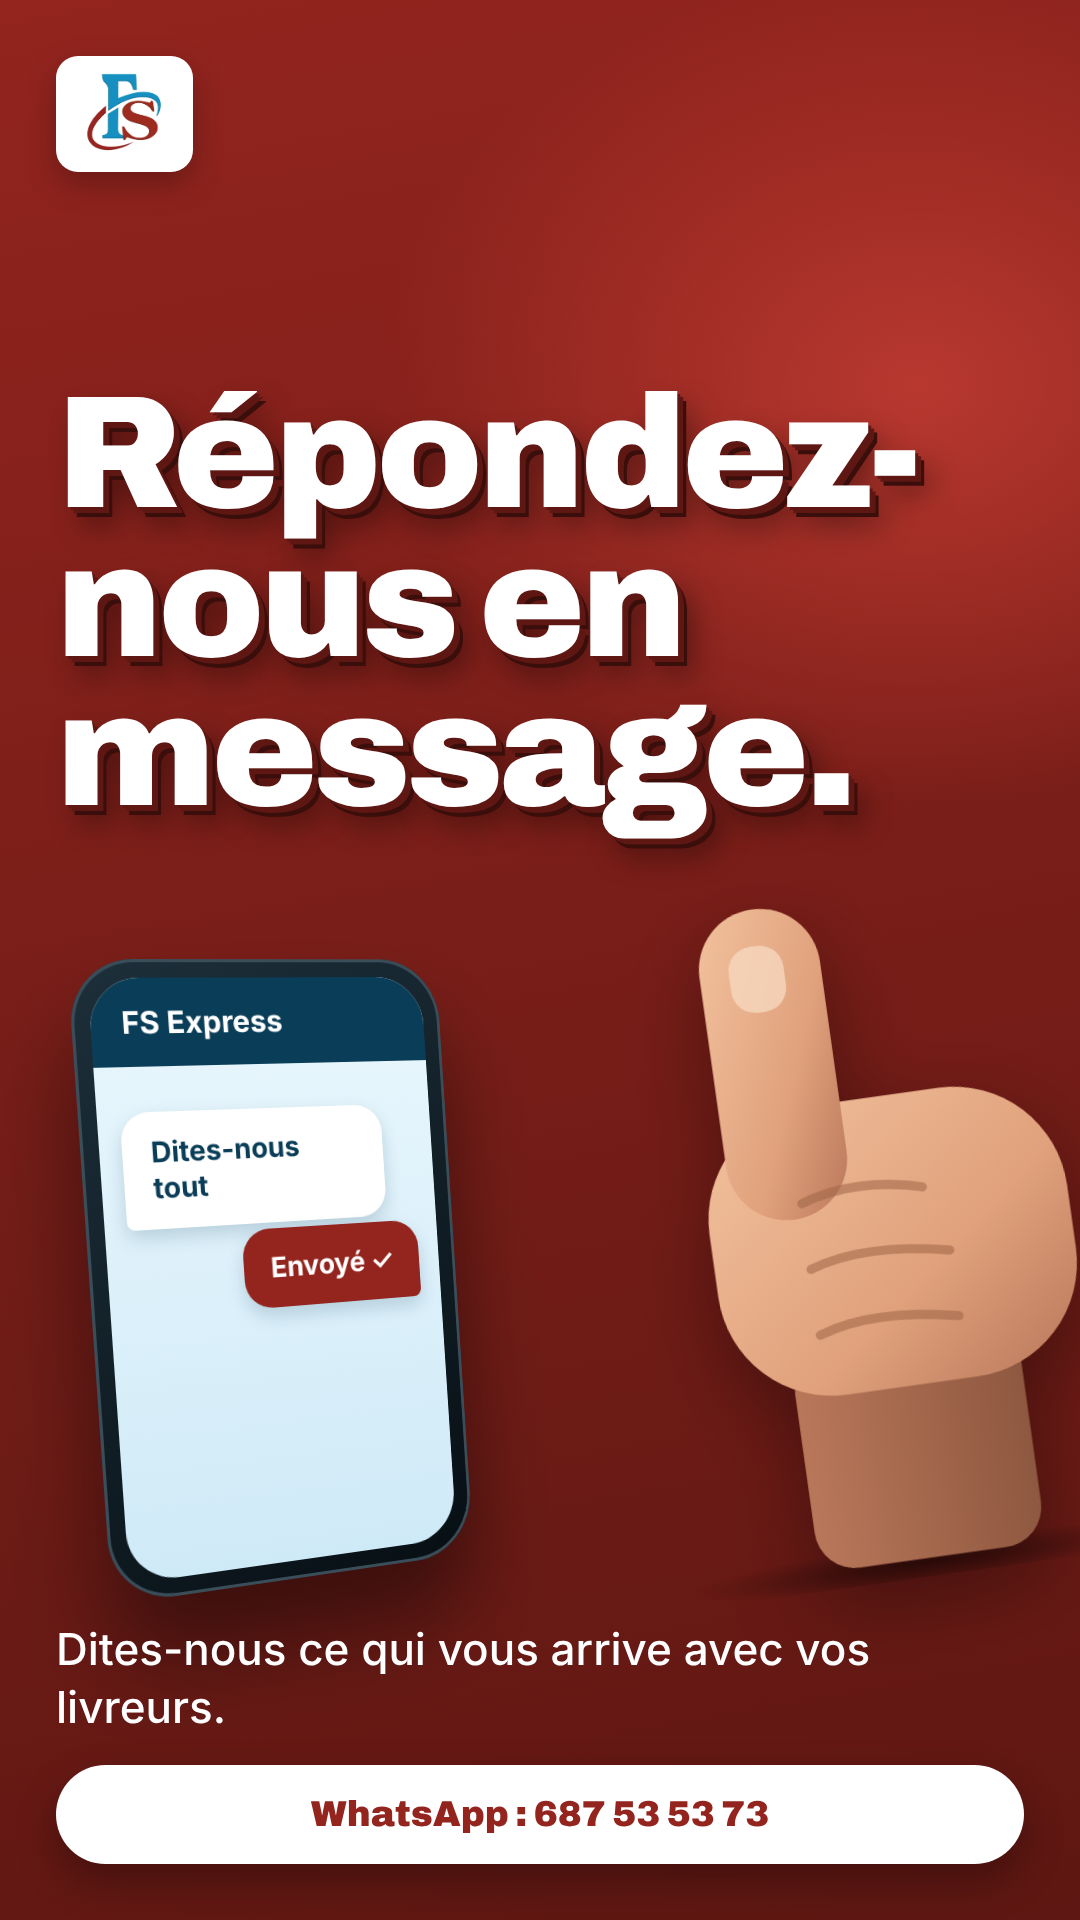 FS
Répondez-
nous en
message.
FS Express
Dites-nous
tout
Envoyé ✓
Dites-nous ce qui vous arrive avec vos
livreurs.
WhatsApp : 687 53 53 73